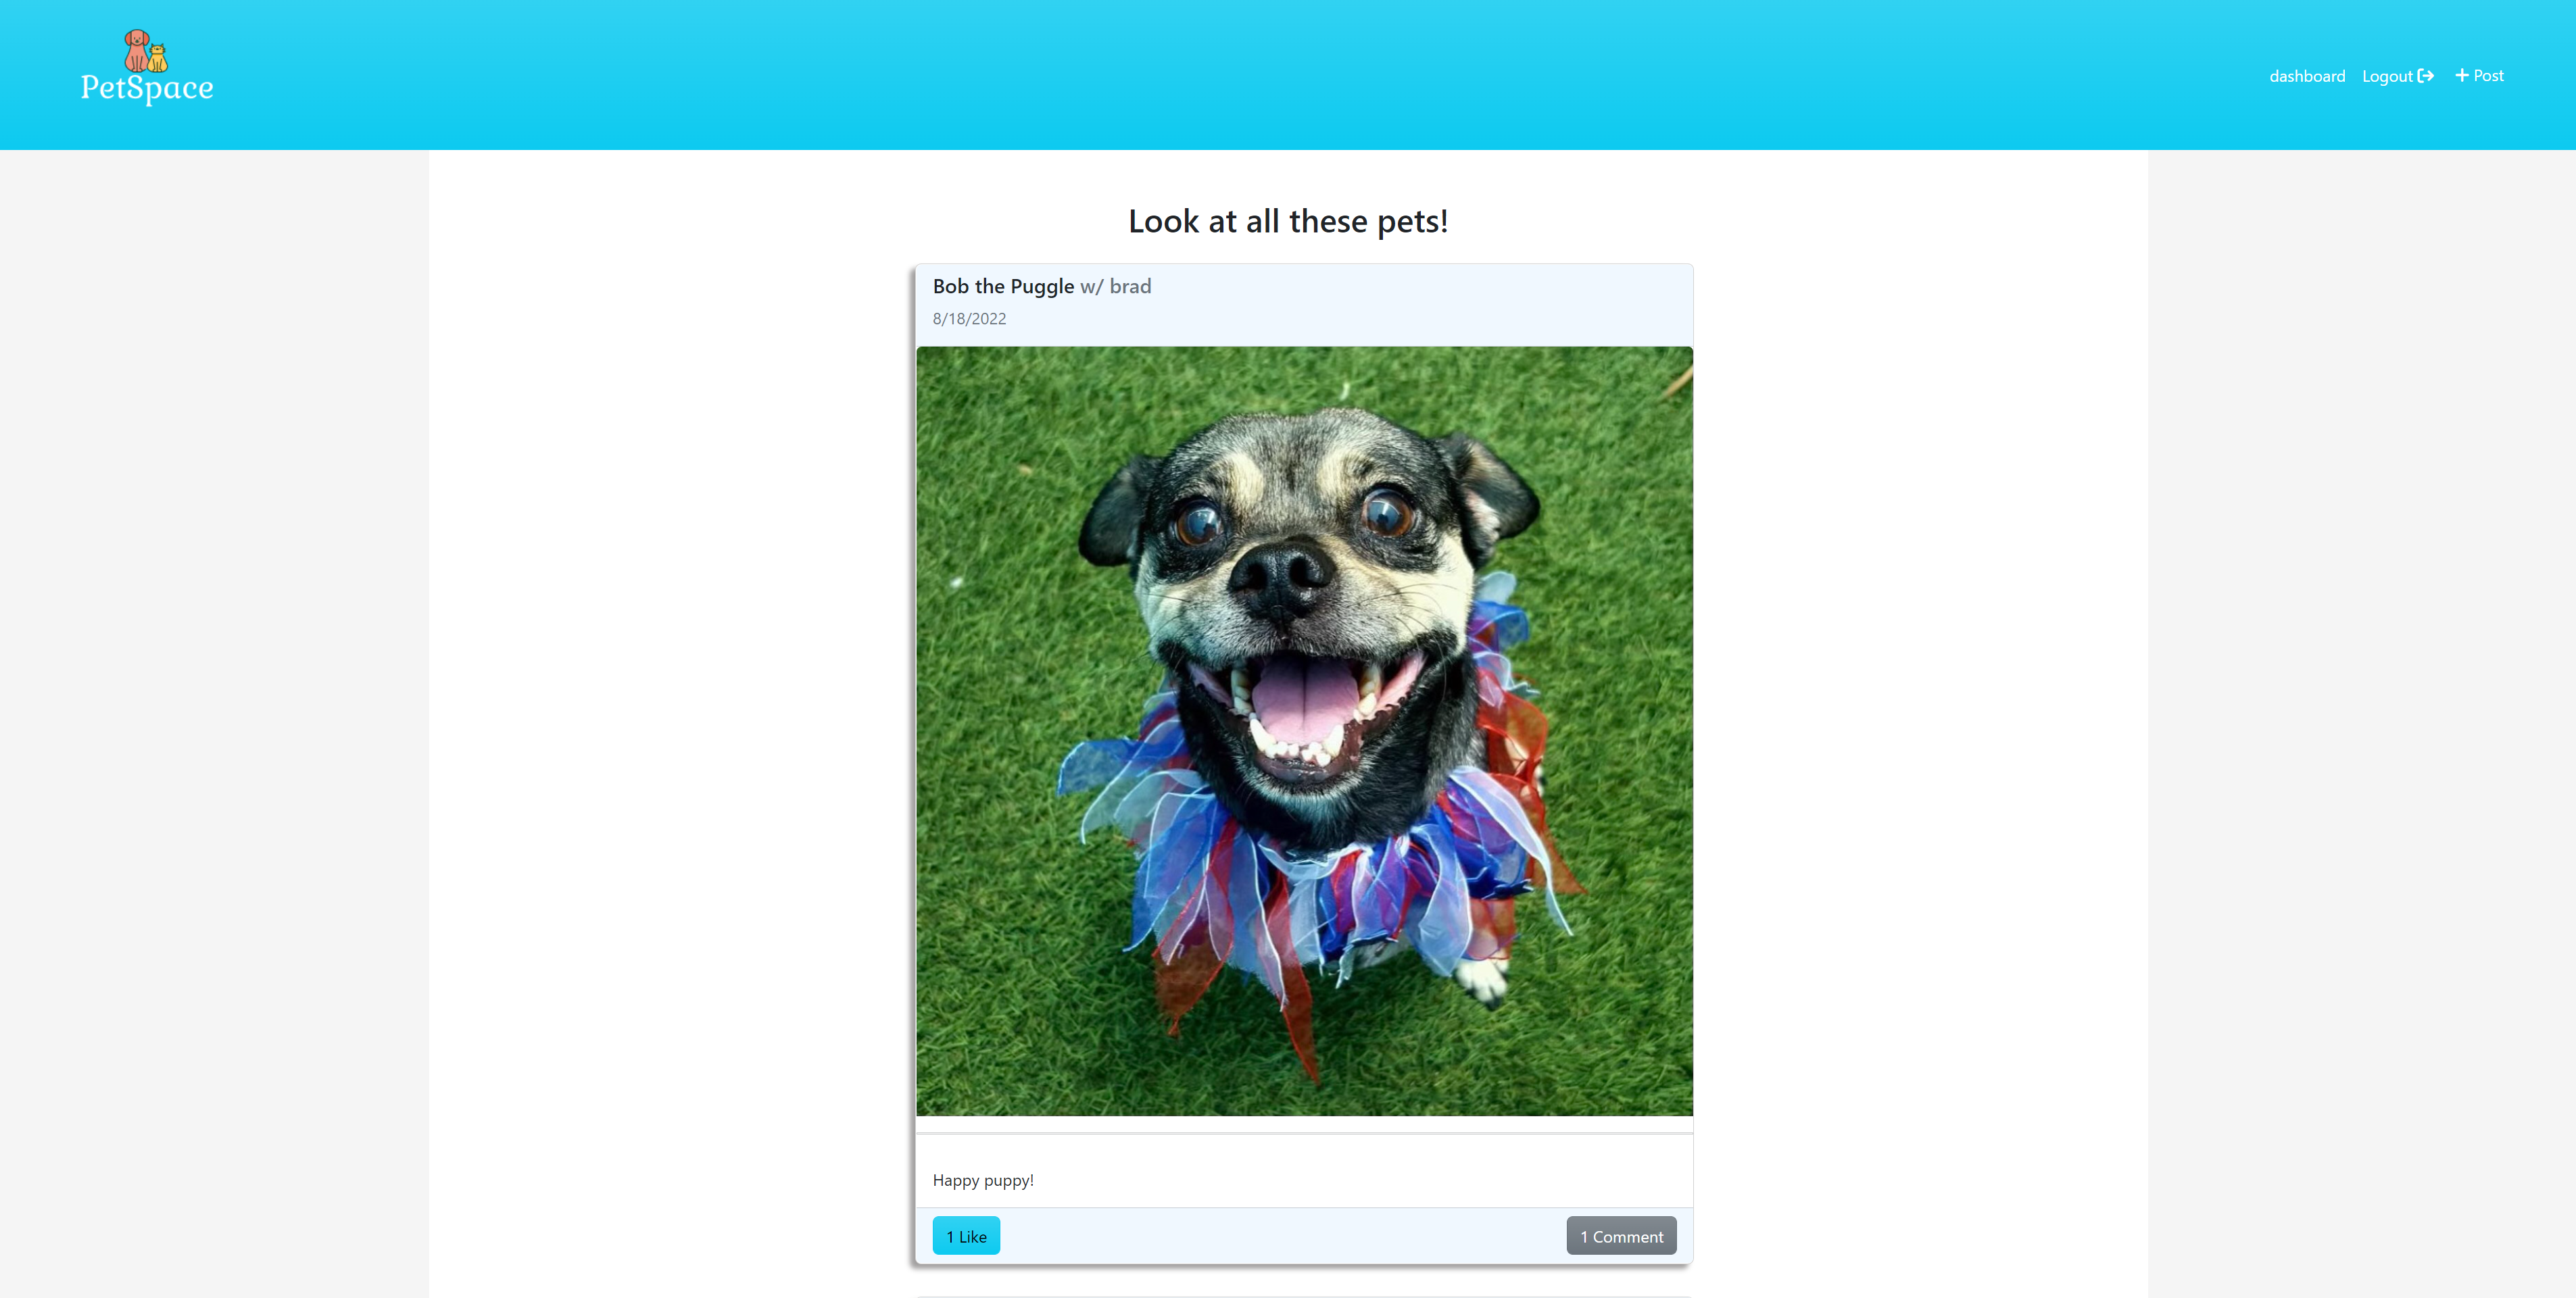 PetSpace
dashboard Logout + Post
Look at all these pets!
Bob the Puggle w/ brad
8/18/2022
Happy puppy!
1 Like 1 Comment